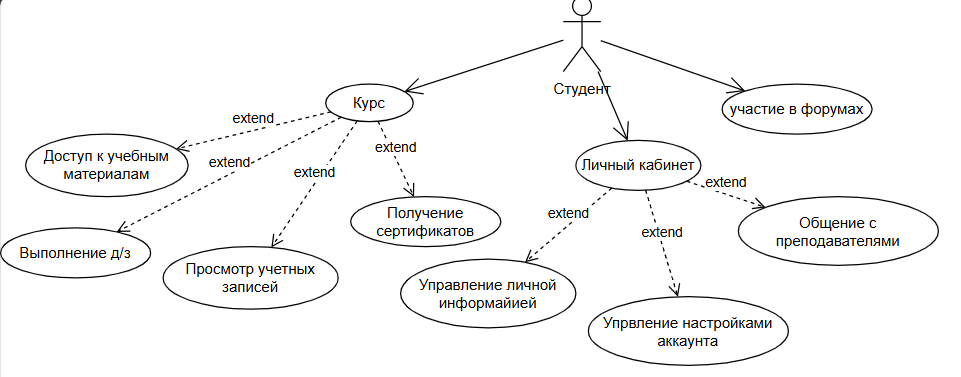 Студент
Курс
участие в форумах
extend
Доступ к учебным
материалам
extend
extend
extend
Личный кабинет
extend
Получение
сертификатов
extend
extend
Общение с
преподавателями
Выполнение д/з
Просмотр учетных
записей
Управление личной
информайией
Упрвление настройками
аккаунта